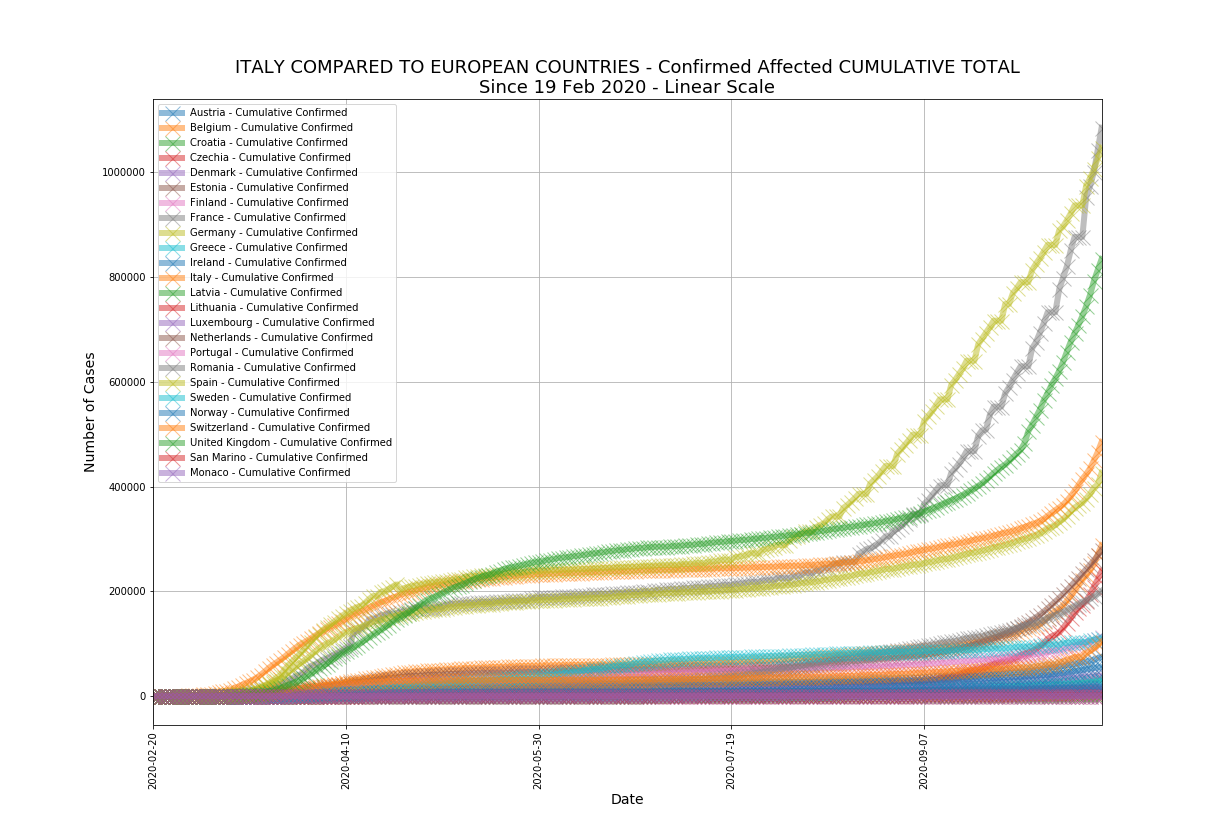 ITALY COMPARED TO EUROPEAN COUNTRIES - Confirmed Affected CUMULATIVE TOTAL
Since 19 Feb 2020 - Linear Scale
Austria - Cumulative Confirmed
Belgium - Cumulative Confirmed
Croatia - Cumulative Confirmed
Czechia - Cumulative Confirmed
Denmark - Cumulative Confirmed
Estonia - Cumulative Confirmed
Finland - Cumulative Confirmed
France - Cumulative Confirmed
Germany - Cumulative Confirmed
Greece - Cumulative Confirmed
Ireland - Cumulative Confirmed
Italy - Cumulative Confirmed
Latvia - Cumulative Confirmed
Lithuania - Cumulative Confirmed
Luxembourg - Cumulative Confirmed
Netherlands - Cumulative Confirmed
Portugal - Cumulative Confirmed
Romania - Cumulative Confirmed
Spain - Cumulative Confirmed
Sweden - Cumulative Confirmed
Norway - Cumulative Confirmed
Switzerland - Cumulative Confirmed
United Kingdom - Cumulative Confirmed
San Marino - Cumulative Confirmed
Monaco - Cumulative Confirmed
Number of Cases
1000000
800000
600000
400000
200000
0
2020-02-20
2020-04-10
2020-05-30
2020-07-19
2020-09-07
Date